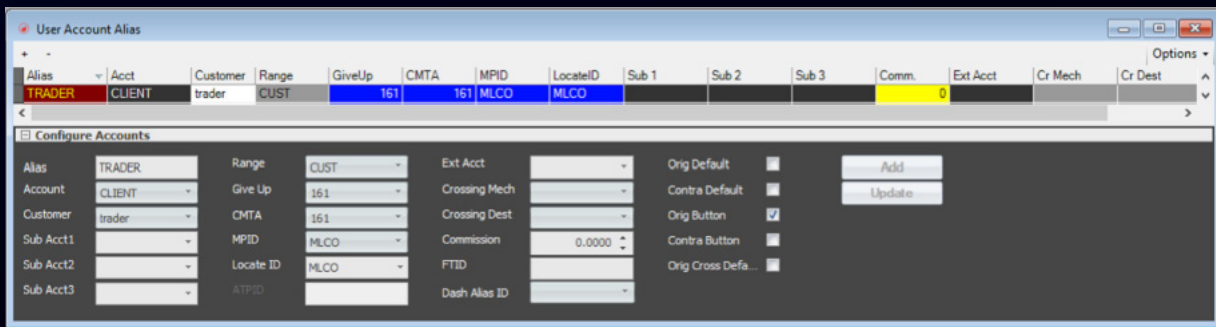 User Account Alias
+ - Options
Alias Acct Customer Range GiveUp CMTA MPID LocateID Sub 1 Sub 2 Sub 3 Comm. Ext Acct Cr Mech Cr Dest
TRADER CLIENT trader CUST 161 161 MLCO MLCO 0
Configure Accounts
Alias TRADER Range CUST Ext Acct Orig Default Add
Account CLIENT Give Up 161 Crossing Mech Contra Default Update
Customer trader CMTA 161 Crossing Dest Orig Button
Sub Acct1 MPID MLCO Commission 0.0000 Contra Button
Sub Acct2 Locate ID MLCO FTID Orig Cross Defa...
Sub Acct3 ATPID Dash Alias ID